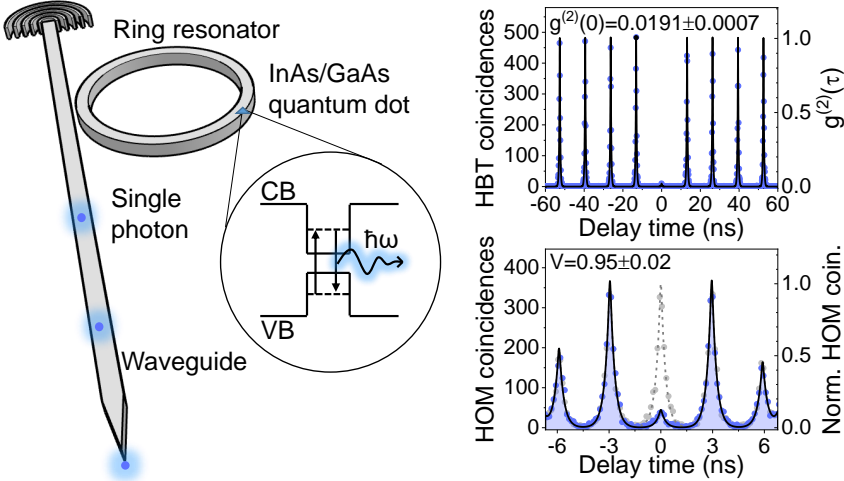 Ring resonator
InAs/GaAs
quantum dot
Single
photon
Waveguide
CB
ħω
VB
g(2)(0)=0.0191±0.0007
HBT coincidences
500
400
300
200
100
0
1.0
0.5
0.0
g(2)(τ)
-60 -40 -20 0 20 40 60
Delay time (ns)
V=0.95±0.02
HOM coincidences
400
300
200
100
0
1.0
0.5
0.0
Norm. HOM coin.
-6 -3 0 3 6
Delay time (ns)